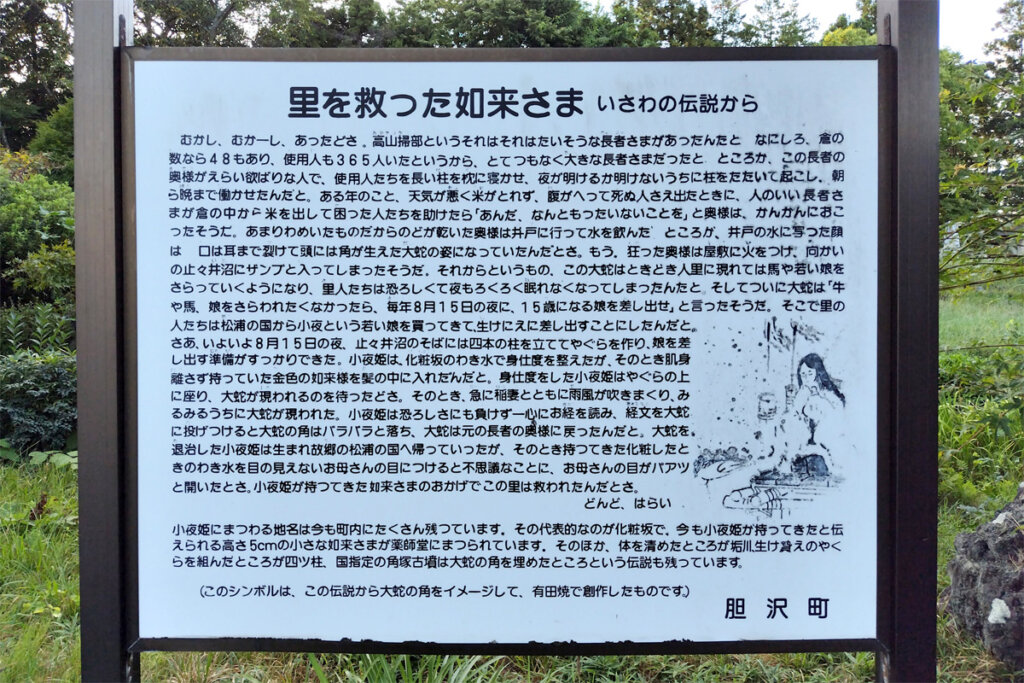 里を救った如来さま いさわの伝説から
むかし、むかーし、あったどさ。高山掃部というそれはそれはたいそうな長者さまがあったんたと なにしろ、倉の
数なら48もあり、使用人も365人いたというから、とてつもなく大きな長者さまだったと ところか、この長者の
奥様がえらい欲ばりな人で、使用人たちを長い柱を枕に寝かせ、夜が明けるか明けないうちに柱をたたいて起こし、朝
ら晩まで働かせたんだと。ある年のこと、天気が悪く米がとれず、腹がへって死ぬ人さえ出たときに、人のいい長者さ
まが倉の中から米を出して困った人たちを助けたら「あんだ、なんともったいないことを」と奥様は、かんかんにおこ
ったそうだ。あまりわめいたものだからのどが乾いた奥様は井戸に行って水を飲んだ ところか、井戸の水に写った顔
は 口は耳まで裂けて頭には角が生えた大蛇の姿になっていたんだとさ。もう、狂った奥様は屋敷に火をつけ、向かい
の止々井沼にザンブと入ってしまったそうだ。それからというもの、この大蛇はときどき人里に現れては馬や若い娘を
さらっていくようになり、里人たちは恐ろしくて夜もろくろく眠れなくなってしまったんたと。そしてついに大蛇は「牛
や馬、娘をさらわれたくなかったら、毎年8月15日の夜に、15歳になる娘を差し出せ」と言ったそうだ。そこで里の
人たちは松浦の国から小夜という若い娘を買ってきて、生けにえに差し出すことにしたんだと。
さあ、いよいよ8月15日の夜、止々井沼のそばには四本の柱を立ててやぐらを作り、娘を差
し出す準備がすっかりできた。小夜姫は、化粧坂のわき水で身仕度を整えたが、そのとき肌身
離さず持っていた金色の如来様を髪の中に入れたんだと。身仕度をした小夜姫はやぐらの上
に座り、大蛇が現われるのを待ったどさ。そのとき、急に稲妻とともに雨風が吹きまくり、み
るみるうちに大蛇が現われた。小夜姫は恐ろしさにも負けず一心にお経を読み、経文を大蛇
に投げつけると大蛇の角はバラバラと落ち、大蛇は元の長者の奥様に戻ったんだと。大蛇を
退治した小夜姫は生まれ故郷の松浦の国へ帰っていったが、そのとき持つてきた化粧したと
きのわき水を目の見えないお母さんの目につけると不思議なことに、お母さんの目がパアツ
と開いたとさ。小夜姫が持つてきた如来さまのおかげでこの里は救われたんだとさ。
どんど、はらい
小夜姫にまつわる地名は今も町内にたくさん残つています。その代表的なのが化粧坂で、今も小夜姫が持ってきたと伝
えられる高さ5cmの小さな如来さまが薬師堂にまつられています。そのほか、体を清めたところが垢川生け贄えのやぐ
らを組んだところが四ツ柱、国指定の角塚古墳は大蛇の角を埋めたところという伝説も残っています。
(このシンボルは、この伝説から大蛇の角をイメージして、有田焼で創作したものです。)
胆沢町